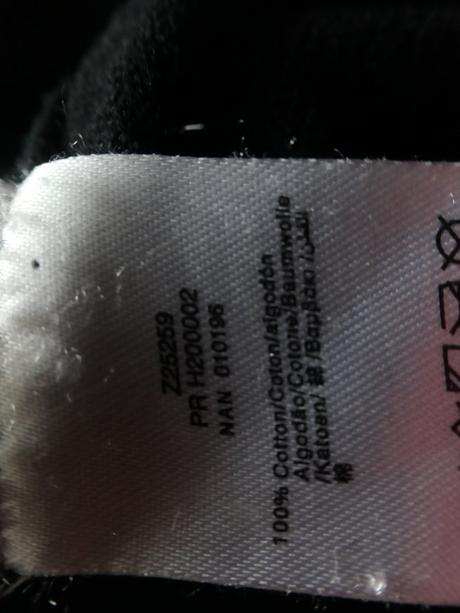 Z25259
PR H200002
NAN 010196
100% Cotton/Coton/algodón
Algodão/Cotone/Baumwolle
/Katoen/ 綿 /Βαμβάκι /
棉